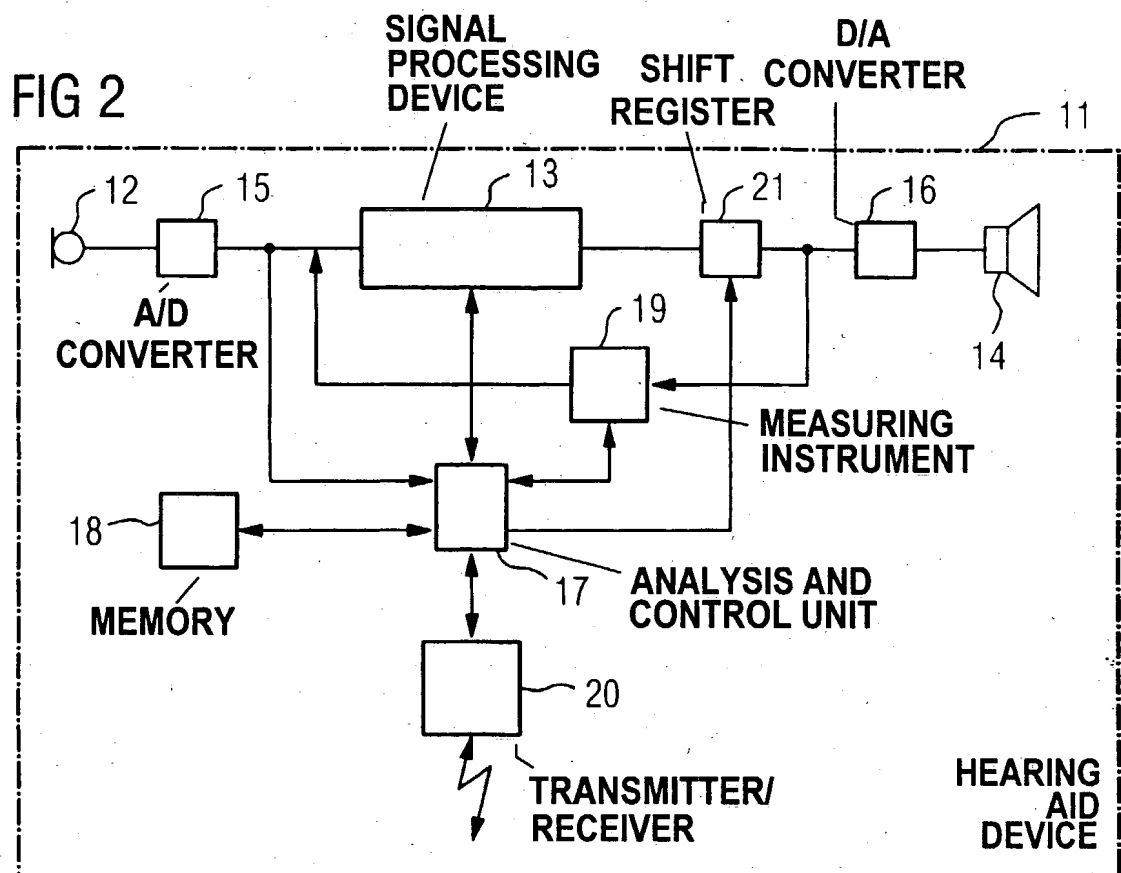 FIG 2
SIGNAL
PROCESSING
DEVICE
SHIFT
REGISTER
D/A
CONVERTER
11
12
15
13
21
16
14
A/D
CONVERTER
19
MEASURING
INSTRUMENT
18
MEMORY
17
ANALYSIS AND
CONTROL UNIT
20
TRANSMITTER/
RECEIVER
HEARING
AID
DEVICE